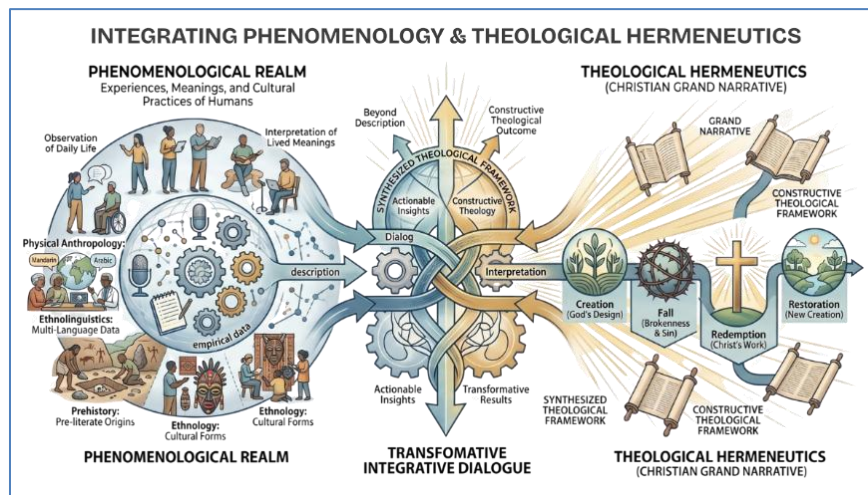 INTEGRATING PHENOMENOLOGY & THEOLOGICAL HERMENEUTICS
PHENOMENOLOGICAL REALM
Experiences, Meanings, and Cultural
Practices of Humans
Observation
of Daily Life
Interpretation of
Lived Meanings
Physical Anthropology:
Mandarin
Arabic
Ethnolinguistics:
Multi-Language Data
Prehistory:
Pre-literate Origins
Ethnology:
Cultural Forms
Ethnology:
Cultural Forms
empirical data
description
PHENOMENOLOGICAL REALM
Beyond
Description
Constructive
Theological
Outcome
SYNTHESIZED THEOLOGICAL FRAMEWORK
Actionable
Insights
Constructive
Theology
Dialog
Interpretation
Actionable
Insights
Transformative
Results
TRANSFOMATIVE
INTEGRATIVE DIALOGUE
THEOLOGICAL HERMENEUTICS
(CHRISTIAN GRAND NARRATIVE)
GRAND
NARRATIVE
CONSTRUCTIVE
THEOLOGICAL
FRAMEWORK
Creation
(God's Design)
Fall
(Brokenness
& Sin)
Redemption
(Christ's Work)
Restoration
(New Creation)
SYNTHESIZED
THEOLOGICAL
FRAMEWORK
CONSTRUCTIVE
THEOLOGICAL
FRAMEWORK
THEOLOGICAL HERMENEUTICS
(CHRISTIAN GRAND NARRATIVE)